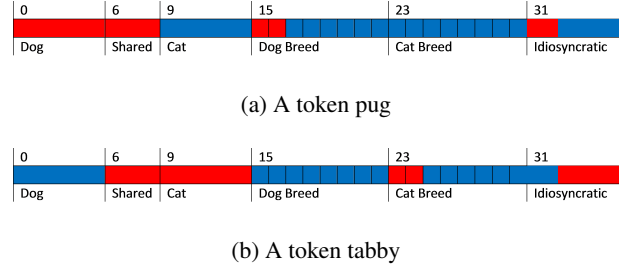 0 6 9 15 23 31
Dog Shared Cat Dog Breed Cat Breed Idiosyncratic
(a) A token pug
0 6 9 15 23 31
Dog Shared Cat Dog Breed Cat Breed Idiosyncratic
(b) A token tabby